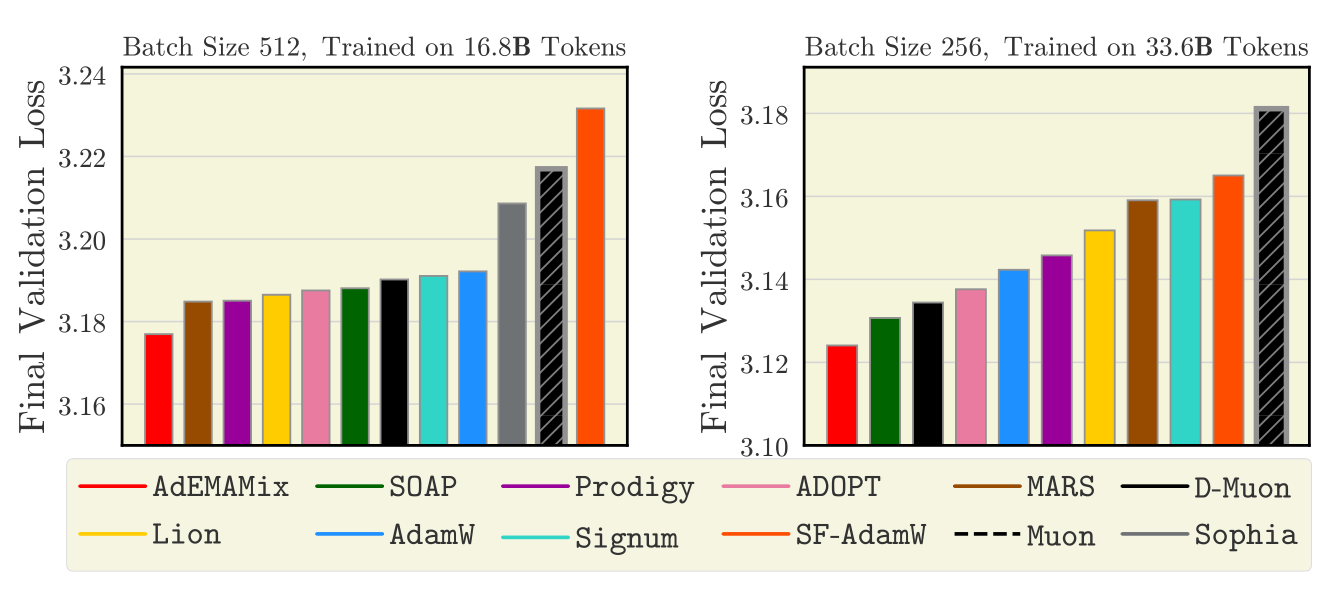 Batch Size 512, Trained on 16.8B Tokens
Final Validation Loss
3.24
3.22
3.20
3.18
3.16
Batch Size 256, Trained on 33.6B Tokens
Final Validation Loss
3.18
3.16
3.14
3.12
3.10
AdEMAMix SOAP Prodigy ADOPT MARS D-Muon
Lion AdamW Signum SF-AdamW Muon Sophia